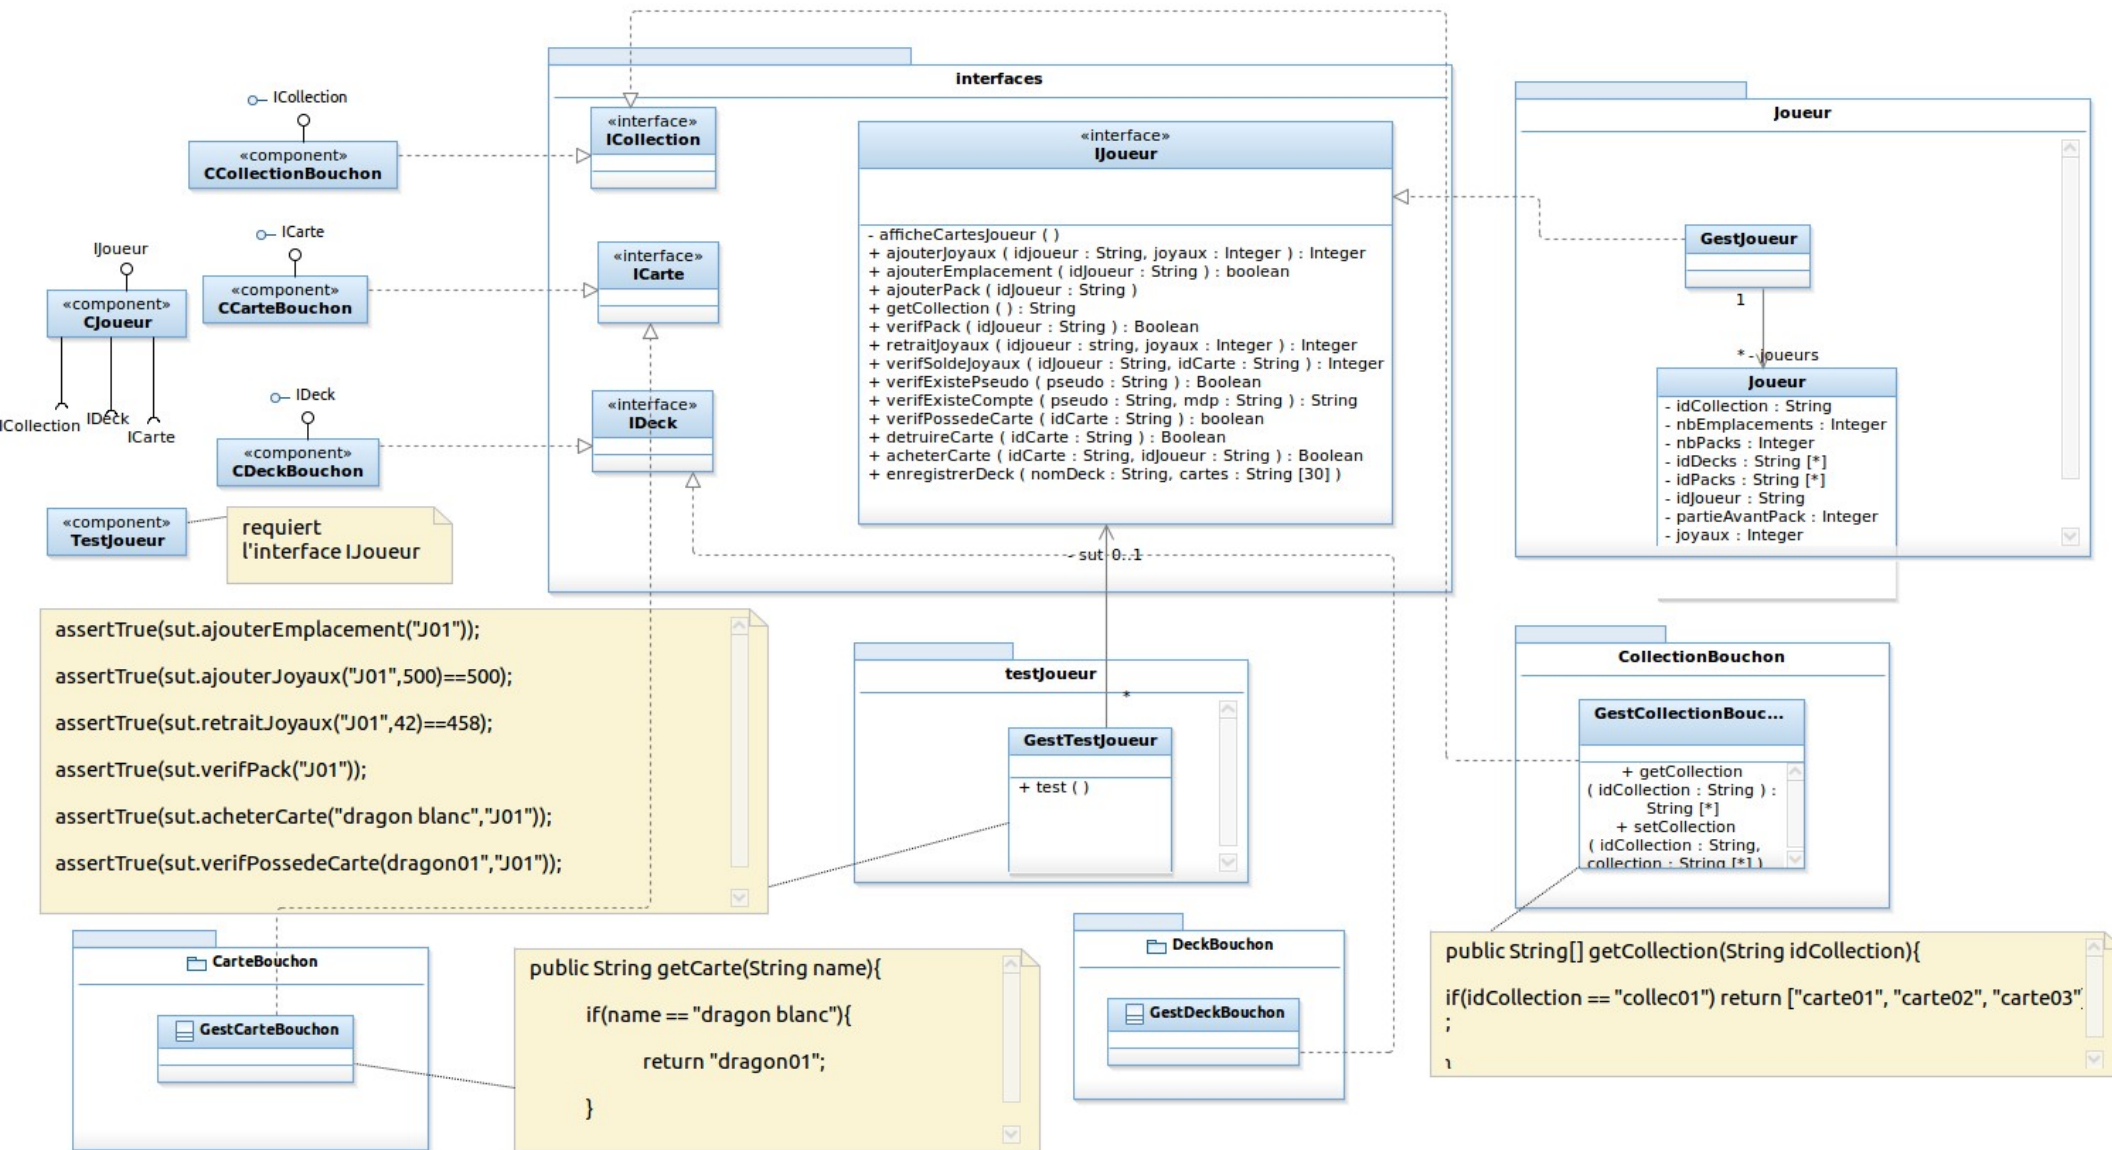 ICollection
«component»
CCollectionBouchon
ICarte
«component»
CCarteBouchon
IJoueur
«component»
CJoueur
ICollection
IDeck
ICarte
IDeck
«component»
CDeckBouchon
«component»
TestJoueur
requiert
l'interface IJoueur
interfaces
«interface»
ICollection
«interface»
ICarte
«interface»
IDeck
«interface»
IJoueur
- afficheCartesJoueur ( )
+ ajouterJoyaux ( idjoueur : String, joyaux : Integer ) : Integer
+ ajouterEmplacement ( idJoueur : String ) : boolean
+ ajouterPack ( idJoueur : String )
+ getCollection ( ) : String
+ verifPack ( idJoueur : String ) : Boolean
+ retraitJoyaux ( idjoueur : string, joyaux : Integer ) : Integer
+ verifSoldeJoyaux ( idJoueur : String, idCarte : String ) : Integer
+ verifExistePseudo ( pseudo : String ) : Boolean
+ verifExisteCompte ( pseudo : String, mdp : String ) : String
+ verifPossedeCarte ( idCarte : String ) : boolean
+ detruireCarte ( idCarte : String ) : Boolean
+ acheterCarte ( idCarte : String, idJoueur : String ) : Boolean
+ enregistrerDeck ( nomDeck : String, cartes : String [30] )
- sut 0..1
Joueur
GestJoueur
1
* - joueurs
Joueur
- idCollection : String
- nbEmplacements : Integer
- nbPacks : Integer
- idDecks : String [*]
- idPacks : String [*]
- idJoueur : String
- partieAvantPack : Integer
- joyaux : Integer
assertTrue(sut.ajouterEmplacement("J01"));
assertTrue(sut.ajouterJoyaux("J01",500)==500);
assertTrue(sut.retraitJoyaux("J01",42)==458);
assertTrue(sut.verifPack("J01"));
assertTrue(sut.acheterCarte("dragon blanc","J01"));
assertTrue(sut.verifPossedeCarte(dragon01","J01"));
testJoueur
*
GestTestJoueur
+ test ( )
CollectionBouchon
GestCollectionBouc...
+ getCollection
( idCollection : String ) :
String [*]
+ setCollection
( idCollection : String,
collection : String [*] )
CarteBouchon
GestCarteBouchon
public String getCarte(String name){
if(name == "dragon blanc"){
return "dragon01";
}
DeckBouchon
GestDeckBouchon
public String[] getCollection(String idCollection){
if(idCollection == "collec01") return ["carte01", "carte02", "carte03"]
;
}